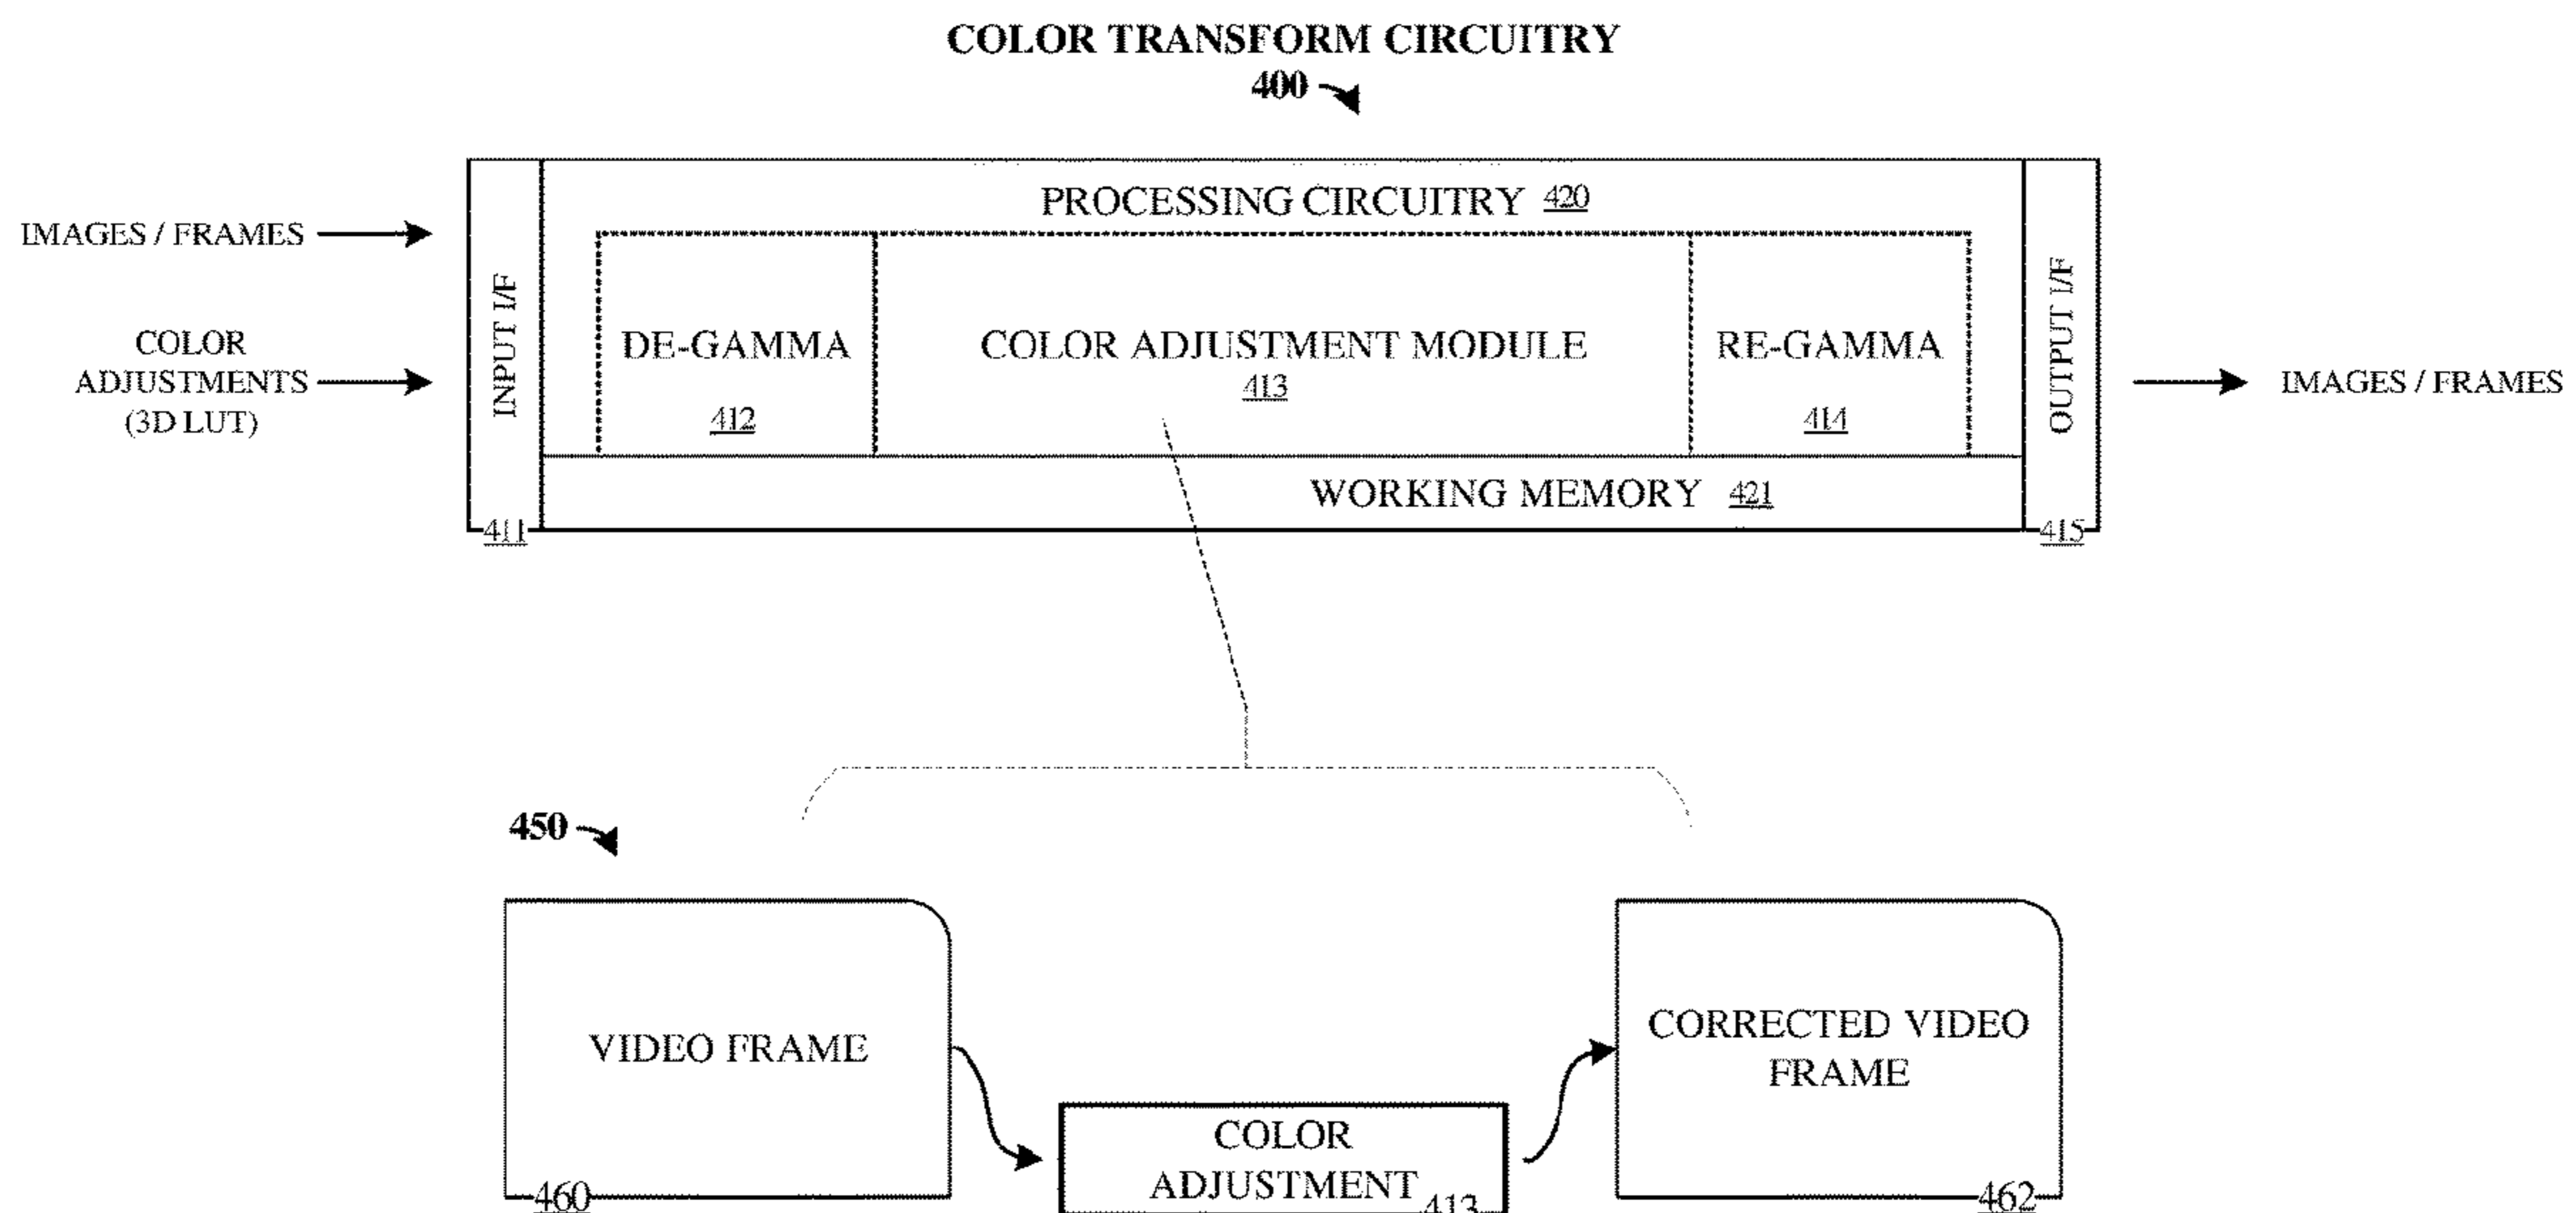 COLOR TRANSFORM CIRCUITRY
400
PROCESSING CIRCUITRY 420
IMAGES / FRAMES
COLOR
ADJUSTMENTS
(3D LUT)
INPUT I/F
411
DE-GAMMA
412
COLOR ADJUSTMENT MODULE
413
RE-GAMMA
414
OUTPUT I/F
415
IMAGES / FRAMES
WORKING MEMORY 421
450
VIDEO FRAME
460
COLOR
ADJUSTMENT
413
CORRECTED VIDEO
FRAME
462